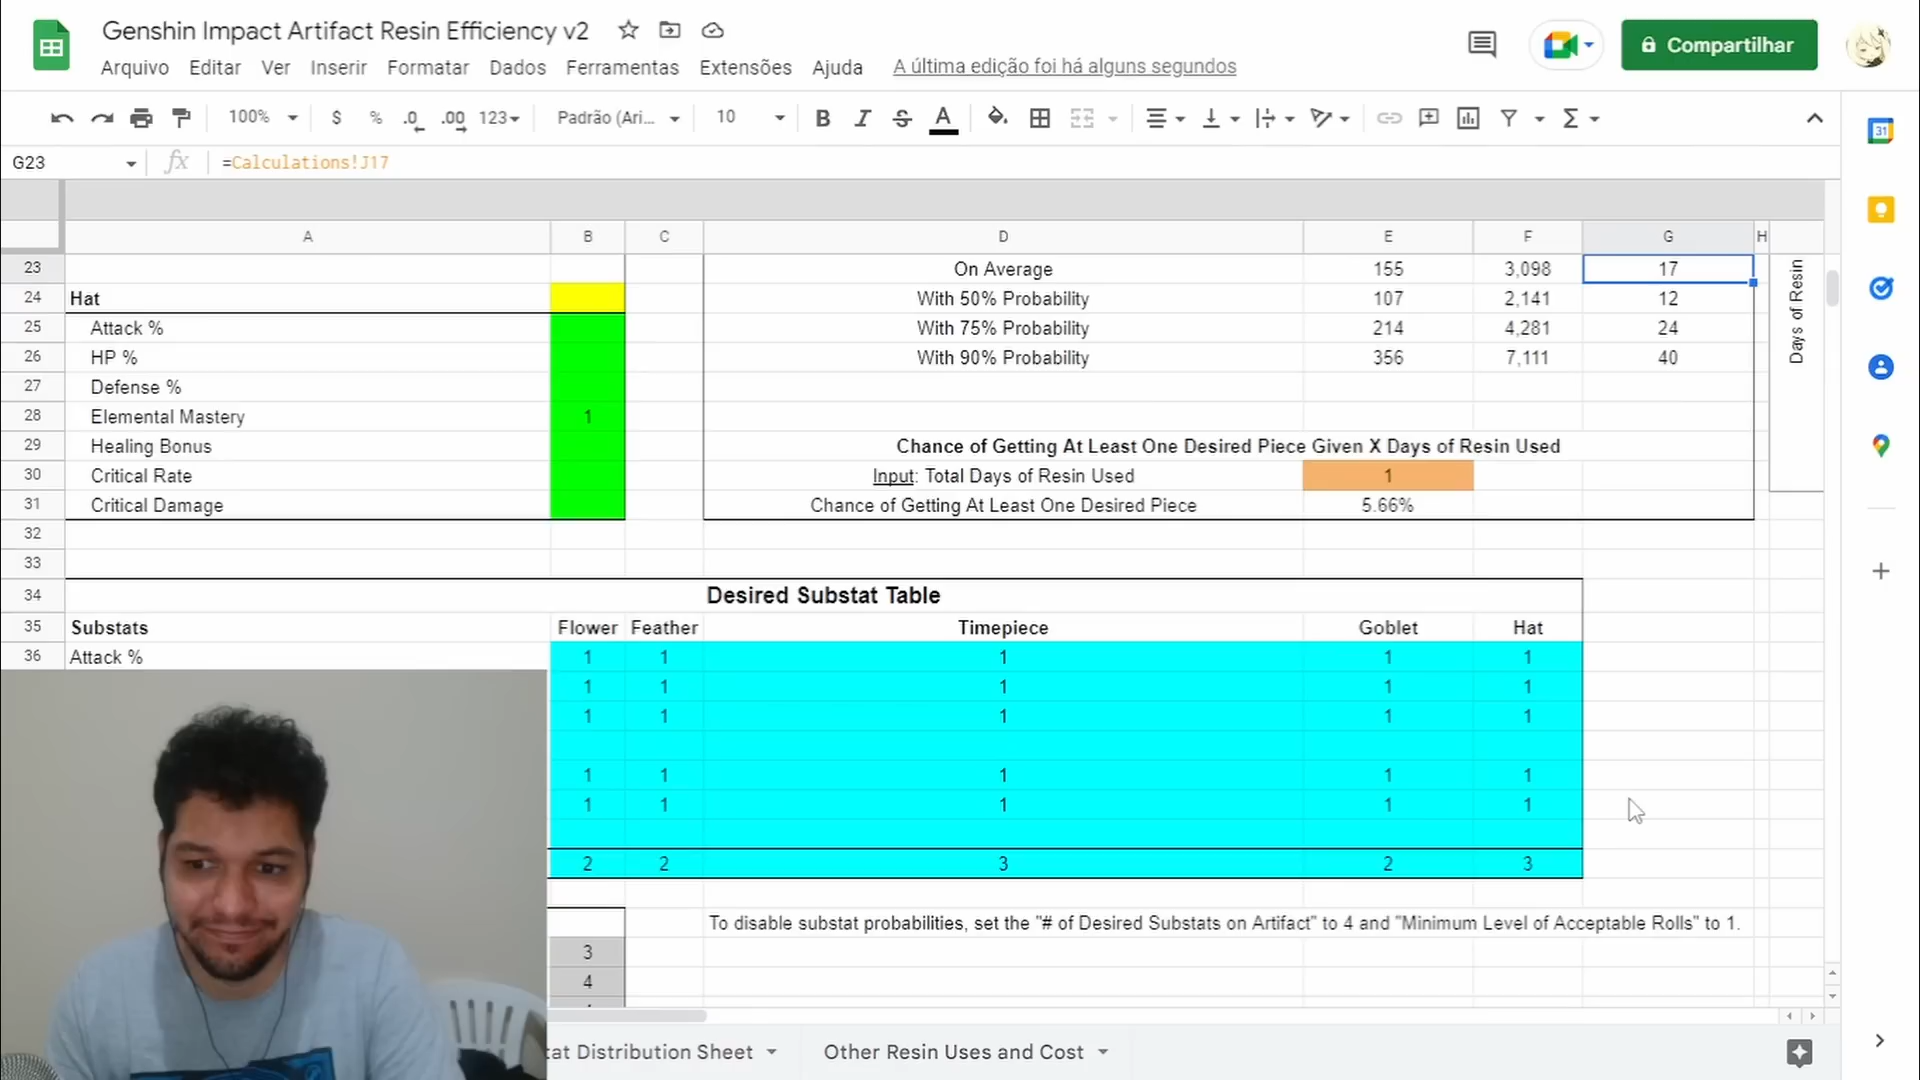 Genshin Impact Artifact Resin Efficiency v2
Arquivo Editar Ver Inserir Formatar Dados Ferramentas Extensões Ajuda A última edição foi há alguns segundos
Compartilhar
100% $ % .0 .00 123 Padrão (Ari... 10 B I S A Σ
G23 fx =Calculations!J17
31
A B C D E F G H
23 On Average 155 3,098 17
24 Hat With 50% Probability 107 2,141 12
25 Attack % With 75% Probability 214 4,281 24
26 HP % With 90% Probability 356 7,111 40
Days of Resin
27 Defense %
28 Elemental Mastery 1
29 Healing Bonus Chance of Getting At Least One Desired Piece Given X Days of Resin Used
30 Critical Rate Input: Total Days of Resin Used 1
31 Critical Damage Chance of Getting At Least One Desired Piece 5.66%
32
33
34 Desired Substat Table
35 Substats Flower Feather Timepiece Goblet Hat
36 Attack % 1 1 1 1 1
1 1 1 1 1
1 1 1 1 1
1 1 1 1 1
1 1 1 1 1
2 2 3 2 3
To disable substat probabilities, set the "# of Desired Substats on Artifact" to 4 and "Minimum Level of Acceptable Rolls" to 1.
3
4
tat Distribution Sheet Other Resin Uses and Cost